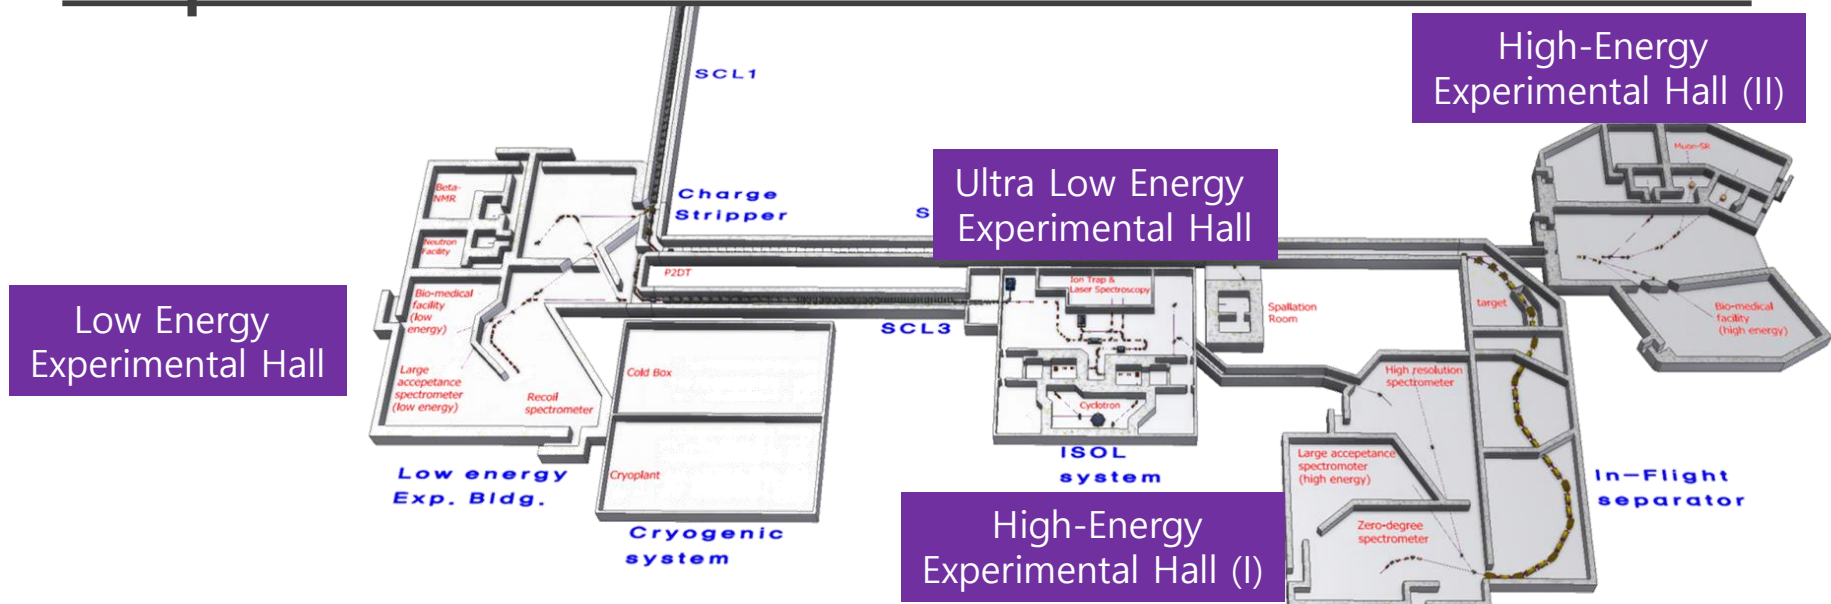 High-Energy
Experimental Hall (II)
SCL1
Muon-SR
Ultra Low Energy
Experimental Hall
Beta-
NMR
Charge
Stripper
S
Neutron
Facility
P2DT
Ion Trap &
Laser Spectroscopy
Low Energy
Experimental Hall
Bio-medical
facility
(low
energy)
SCL3
Spallation
Room
target
Bio-medical
facility
(high energy)
Large
accepetance
spectrometer
(low energy)
Recoil
spectrometer
Cold Box
Cyclotron
High resolution
spectrometer
Low energy
Exp. Bldg.
Cryoplant
ISOL
system
Large accepetance
spectromoter
(high energy)
In-Flight
separator
Cryogenic
system
High-Energy
Experimental Hall (I)
Zero-degree
spectrometer